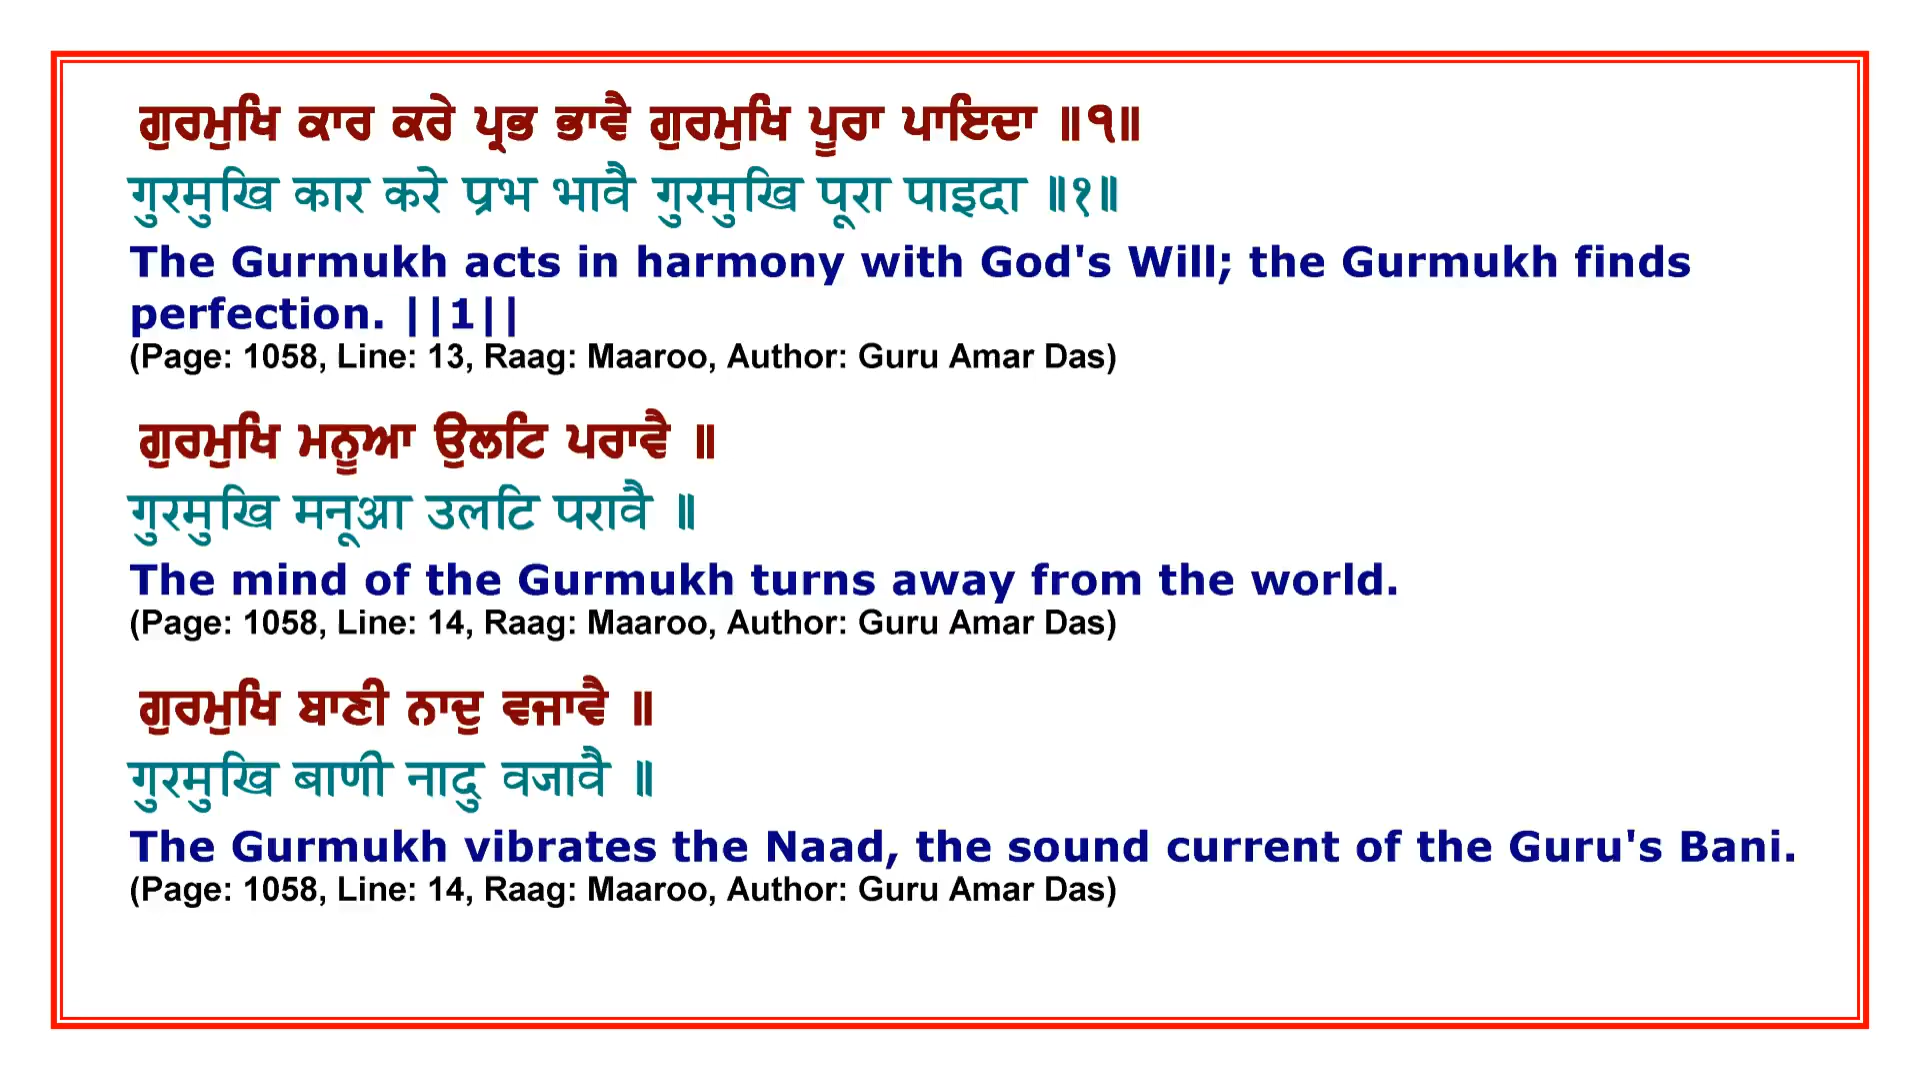 ਗੁਰਮੁਖਿ ਕਾਰ ਕਰੇ ਪ੍ਰਭ ਭਾਵੈ ਗੁਰਮੁਖਿ ਪੂਰਾ ਪਾਇਦਾ ॥੧॥
गुरमुखि कार करे प्रभ भावै गुरमुखि पूरा पाइदा ॥१॥
The Gurmukh acts in harmony with God's Will; the Gurmukh finds
perfection. ||1||
(Page: 1058, Line: 13, Raag: Maaroo, Author: Guru Amar Das)
ਗੁਰਮੁਖਿ ਮਨੂਆ ਉਲਟਿ ਪਰਾਵੈ ॥
गुरमुखि मनूआ उलटि परावै ॥
The mind of the Gurmukh turns away from the world.
(Page: 1058, Line: 14, Raag: Maaroo, Author: Guru Amar Das)
ਗੁਰਮੁਖਿ ਬਾਣੀ ਨਾਦੁ ਵਜਾਵੈ ॥
गुरमुखि बाणी नादु वजावै ॥
The Gurmukh vibrates the Naad, the sound current of the Guru's Bani.
(Page: 1058, Line: 14, Raag: Maaroo, Author: Guru Amar Das)